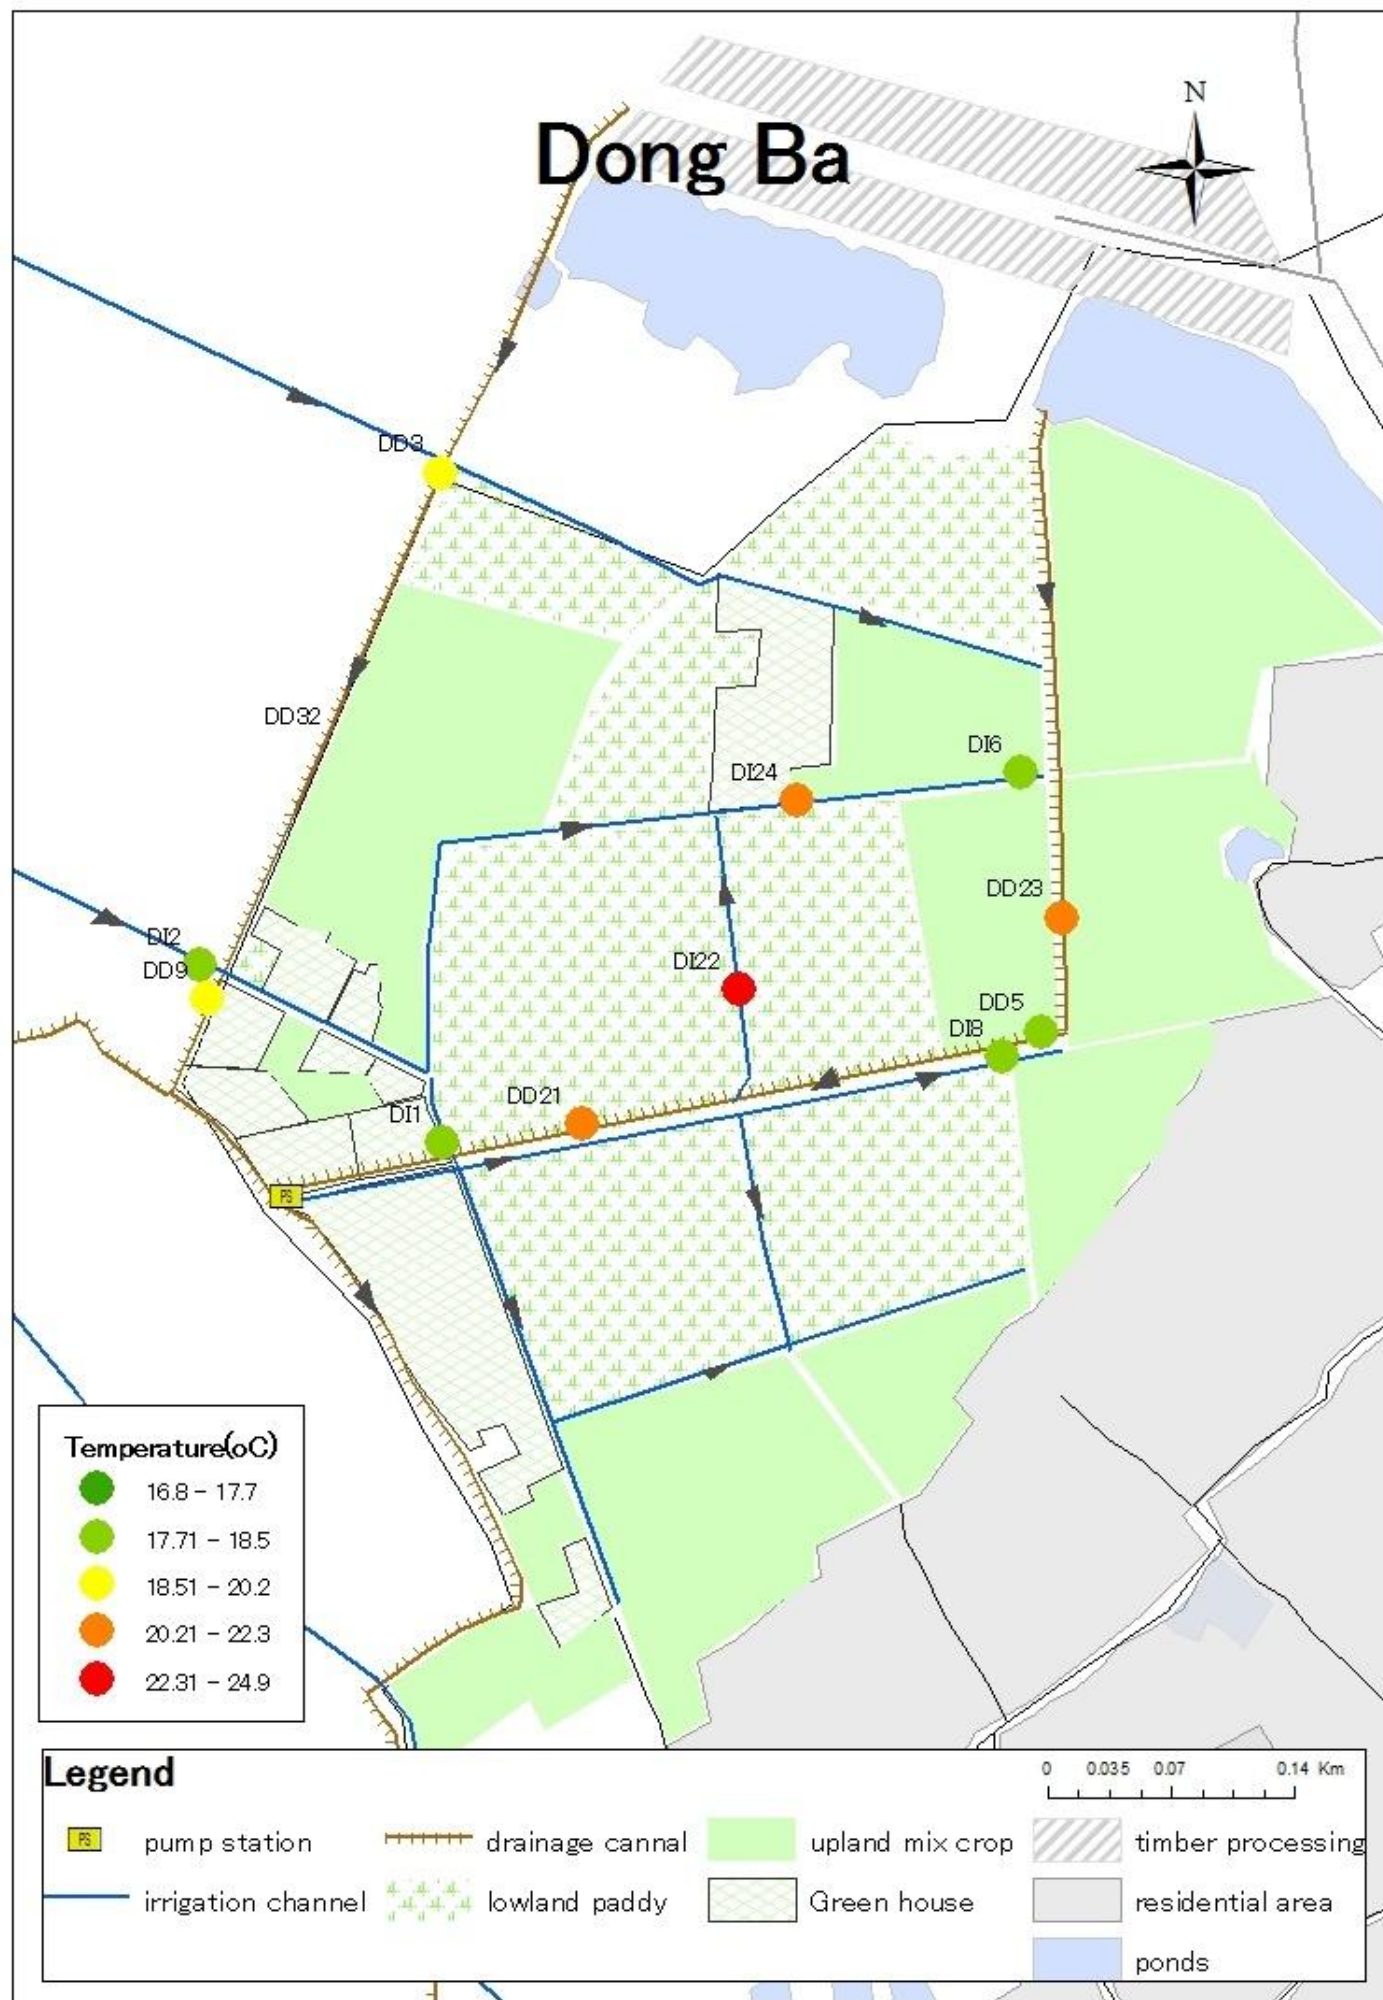 Dong Ba
N
DD3
DD32
DI6
DI24
DD23
DI2
DD9
DI22
DD5
DI8
DD21
DI1
PS
Temperature(oC)
16.8 - 17.7
17.71 - 18.5
18.51 - 20.2
20.21 - 22.3
22.31 - 24.9
Legend
0 0.035 0.07 0.14 Km
PS pump station drainage cannal upland mix crop timber processing
irrigation channel lowland paddy Green house residential area
ponds